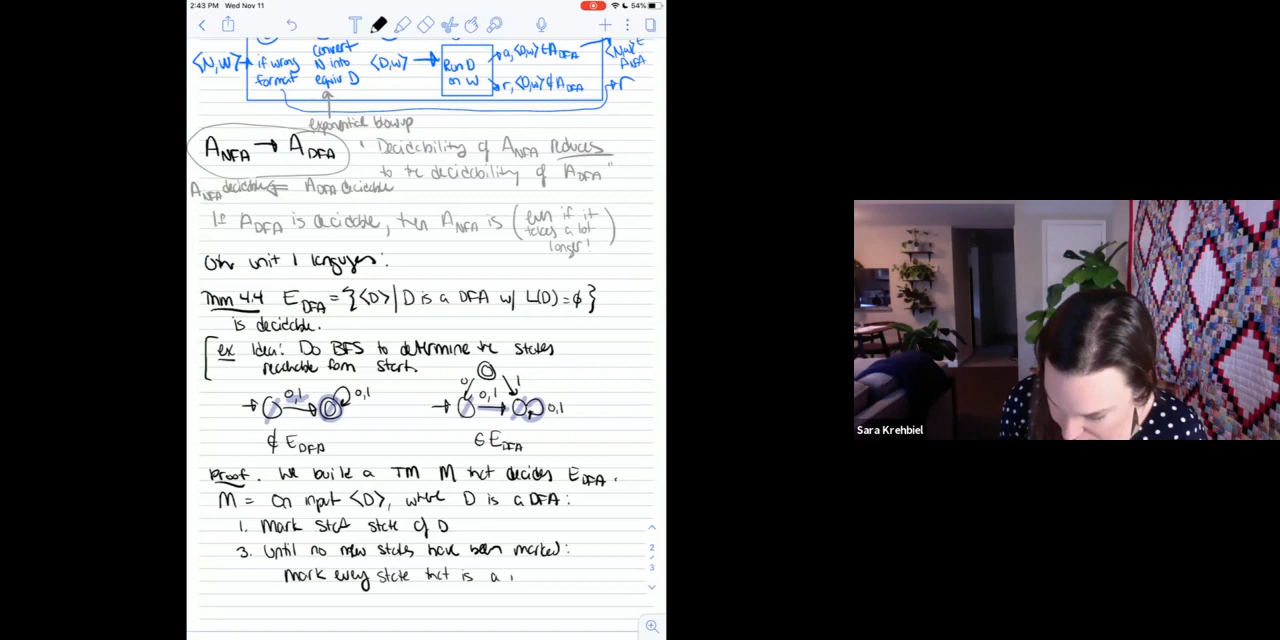 2:43 PM Wed Nov 11
54%
T
convert
⟨N,W⟩ if wrong N into ⟨D,w⟩ Run D a, ⟨D,w⟩ ∈ A_DFA
format equiv D on w r, ⟨D,w⟩ ∉ A_DFA r
exponential blowup
A_NFA → A_DFA "Decidability of A_NFA reduces
to the decidability of A_DFA"
A_NFA decidable ⇐ A_DFA decidable
If A_DFA is decidable, then A_NFA is (even if it
takes a lot
longer!)
Other unit 1 languages:
Thm 4.4 E_DFA = {⟨D⟩ | D is a DFA w/ L(D) = ∅}
is decidable.
ex Idea: Do BFS to determine the states
reachable from start.
0 1
0,1 0,1 0,1 0,1
∉ E_DFA ∈ E_DFA
Proof. We build a TM M that decides E_DFA.
M = on input ⟨D⟩, where D is a DFA:
1. Mark start state of D
3. Until no new states have been marked:
mark every state that is a
2
/
3
Sara Krehbiel